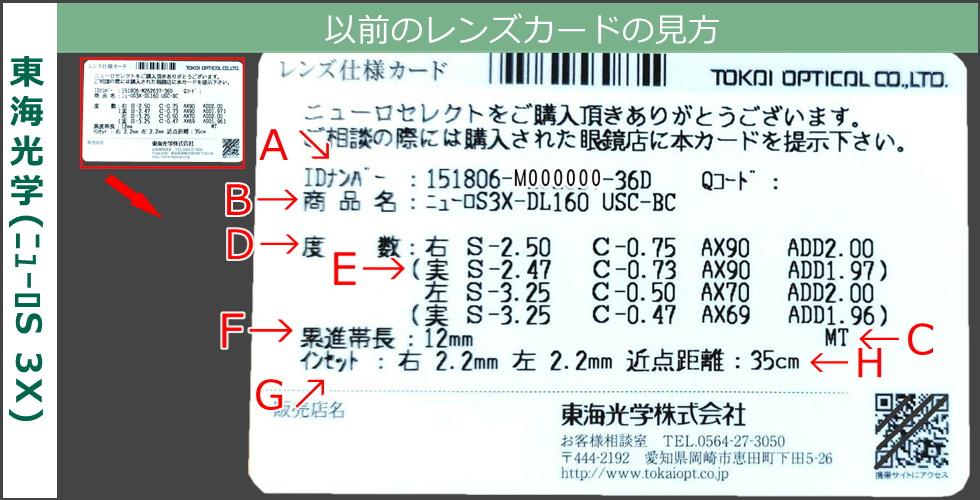 以前のレンズカードの見方
東海光学(ﾆｭｰﾛS 3X)
レンズ仕様カード
TOKAI OPTICAL CO.,LTD.
ニューロセレクトをご購入頂きありがとうございます。
ご相談の際には購入された眼鏡店に本カードを提示下さい。
A
IDﾅﾝﾊﾞｰ : 151806-M000000-36D Qｺｰﾄﾞ :
B 商品名 : ﾆｭｰﾛS3X-DL160 USC-BC
D 度数 : 右 S-2.50 C-0.75 AX90 ADD2.00
E (実 S-2.47 C-0.73 AX90 ADD1.97)
左 S-3.25 C-0.50 AX70 ADD2.00
(実 S-3.25 C-0.47 AX69 ADD1.96)
F 累進帯長 : 12mm MT C
ｲﾝｾｯﾄ : 右 2.2mm 左 2.2mm 近点距離 : 35cm H
G
販売店名
東海光学株式会社
お客様相談室 TEL.0564-27-3050
〒444-2192 愛知県岡崎市恵田町下田5-26
http://www.tokaiopt.co.jp
携帯サイトにアクセス